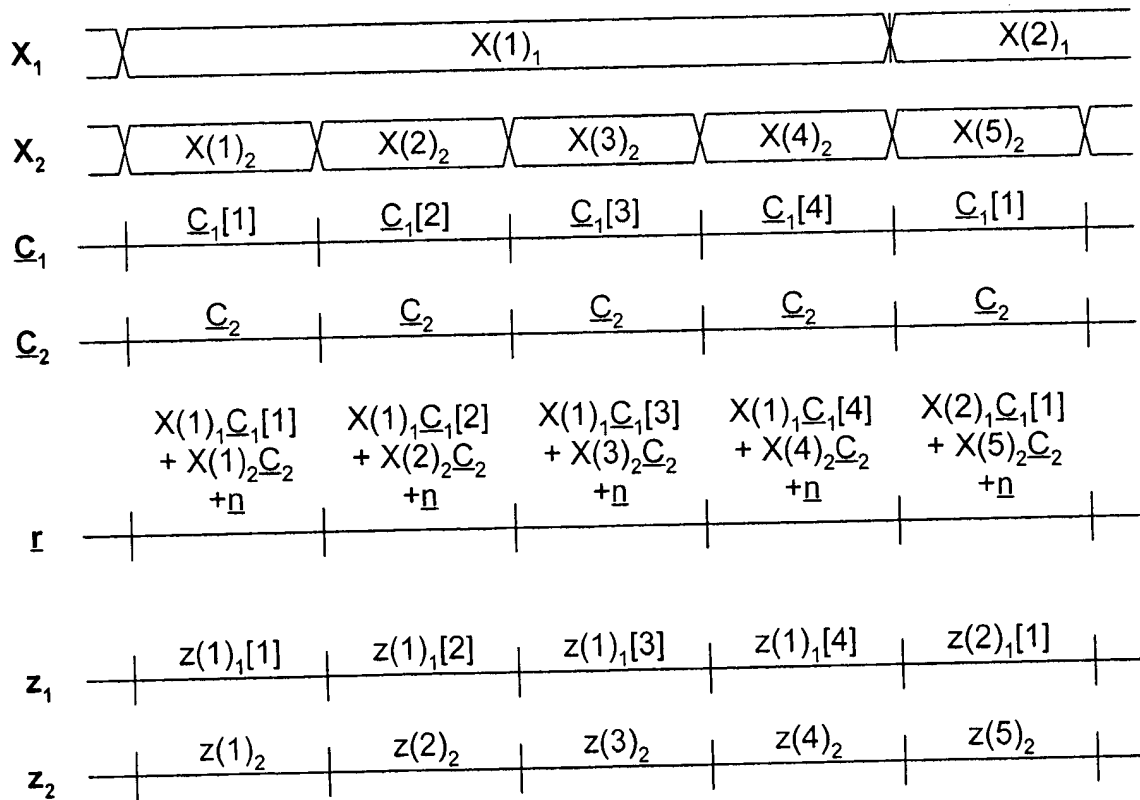 X₁ X(1)₁ X(2)₁
X₂ X(1)₂ X(2)₂ X(3)₂ X(4)₂ X(5)₂
C₁[1] C₁[2] C₁[3] C₁[4] C₁[1]
C₁
C₂ C₂ C₂ C₂ C₂
C₂
X(1)₁C₁[1] X(1)₁C₁[2] X(1)₁C₁[3] X(1)₁C₁[4] X(2)₁C₁[1]
+ X(1)₂C₂ + X(2)₂C₂ + X(3)₂C₂ + X(4)₂C₂ + X(5)₂C₂
+n +n +n +n +n
r
z(1)₁[1] z(1)₁[2] z(1)₁[3] z(1)₁[4] z(2)₁[1]
z₁
z(1)₂ z(2)₂ z(3)₂ z(4)₂ z(5)₂
z₂